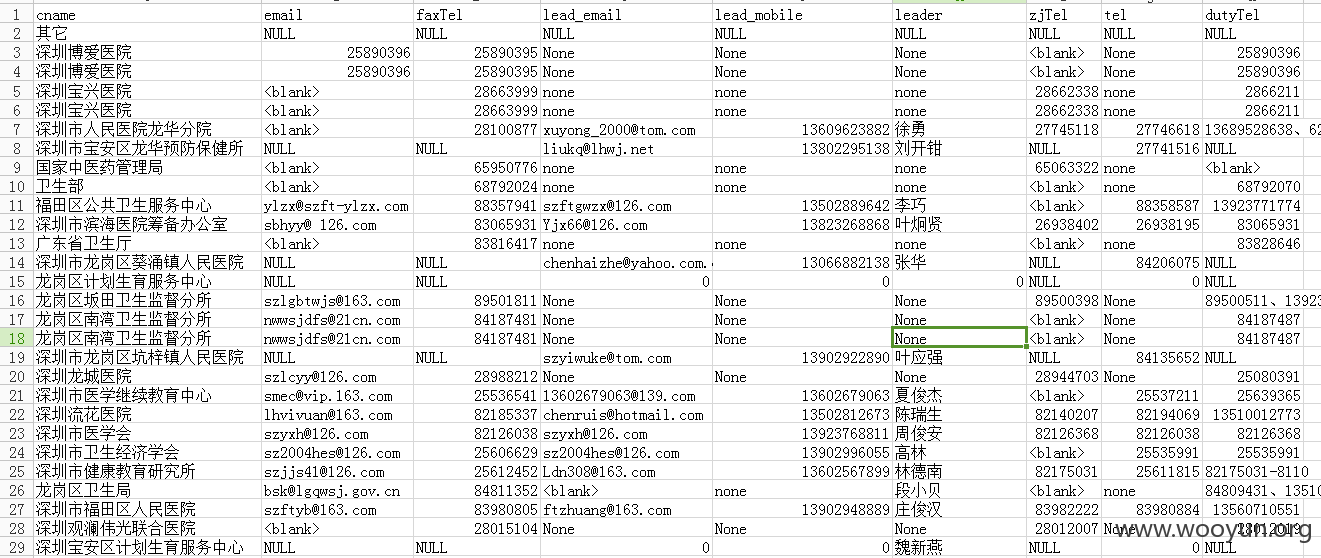 1 cname email faxTel lead_email lead_mobile leader zjTel tel dutyTel
2 其它 NULL NULL NULL NULL NULL NULL NULL NULL
3 深圳博爱医院 25890396 25890395 None None None <blank> None 25890396
4 深圳博爱医院 25890396 25890395 None None None <blank> None 25890396
5 深圳宝兴医院 <blank> 28663999 none none none 28662338 none 2866211
6 深圳宝兴医院 <blank> 28663999 none none none 28662338 none 2866211
7 深圳市人民医院龙华分院 <blank> 28100877 xuyong_2000@tom.com 13609623882 徐勇 27745118 27746618 13689528638、62
8 深圳市宝安区龙华预防保健所 NULL NULL liukq@lhwj.net 13802295138 刘开钳 NULL 27741516 NULL
9 国家中医药管理局 <blank> 65950776 none none none 65063322 none <blank>
10 卫生部 <blank> 68792024 none none none <blank> none 68792070
11 福田区公共卫生服务中心 ylzx@szft-ylzx.com 88357941 szftgwzx@126.com 13502889642 李巧 <blank> 88358587 13923771774
12 深圳市滨海医院筹备办公室 sbhyy@ 126.com 83065931 Yjx66@126.com 13823268868 叶炯贤 26938402 26938195 83065931
13 广东省卫生厅 <blank> 83816417 none none none <blank> none 83828646
14 深圳市龙岗区葵涌镇人民医院 NULL NULL chenhaizhe@yahoo.com. 13066882138 张华 NULL 84206075 NULL
15 龙岗区计划生育服务中心 NULL NULL 0 0 0 NULL 0 NULL
16 龙岗区坂田卫生监督分所 szlgbtwjs@163.com 89501811 None None None 89500398 None 89500511、13923
17 龙岗区南湾卫生监督分所 nwwsjdfs@21cn.com 84187481 None None None <blank> None 84187487
18 龙岗区南湾卫生监督分所 nwwsjdfs@21cn.com 84187481 None None None <blank> None 84187487
19 深圳市龙岗区坑梓镇人民医院 NULL NULL szyiwuke@tom.com 13902922890 叶应强 NULL 84135652 NULL
20 深圳龙城医院 szlcyy@126.com 28988212 None None None 28944703 None 25080391
21 深圳市医学继续教育中心 smec@vip.163.com 25536541 13602679063@139.com 13602679063 夏俊杰 <blank> 25537211 25639365
22 深圳流花医院 lhvivuan@163.com 82185337 chenruis@hotmail.com 13502812673 陈瑞生 82140207 82194069 13510012773
23 深圳市医学会 szyxh@126.com 82126038 szyxh@126.com 13923768811 周俊安 82126368 82126038 82126368
24 深圳市卫生经济学会 sz2004hes@126.com 25606629 sz2004hes@126.com 13902996055 高林 <blank> 25535991 25535991
25 深圳市健康教育研究所 szjjs41@126.com 25612452 Ldn308@163.com 13602567899 林德南 82175031 25611815 82175031-8110
26 龙岗区卫生局 bsk@lgqwsj.gov.cn 84811352 <blank> none 段小贝 <blank> none 84809431、13510
27 深圳市福田区人民医院 szftyb@163.com 83980805 ftzhuang@163.com 13902948889 庄俊汉 83982222 83980884 13560710551
28 深圳观澜伟光联合医院 <blank> 28015104 None None None 28012007 None 28012019
29 深圳宝安区计划生育服务中心 NULL NULL 0 0 魏新燕 NULL 0 NULL
www.wooyun.org